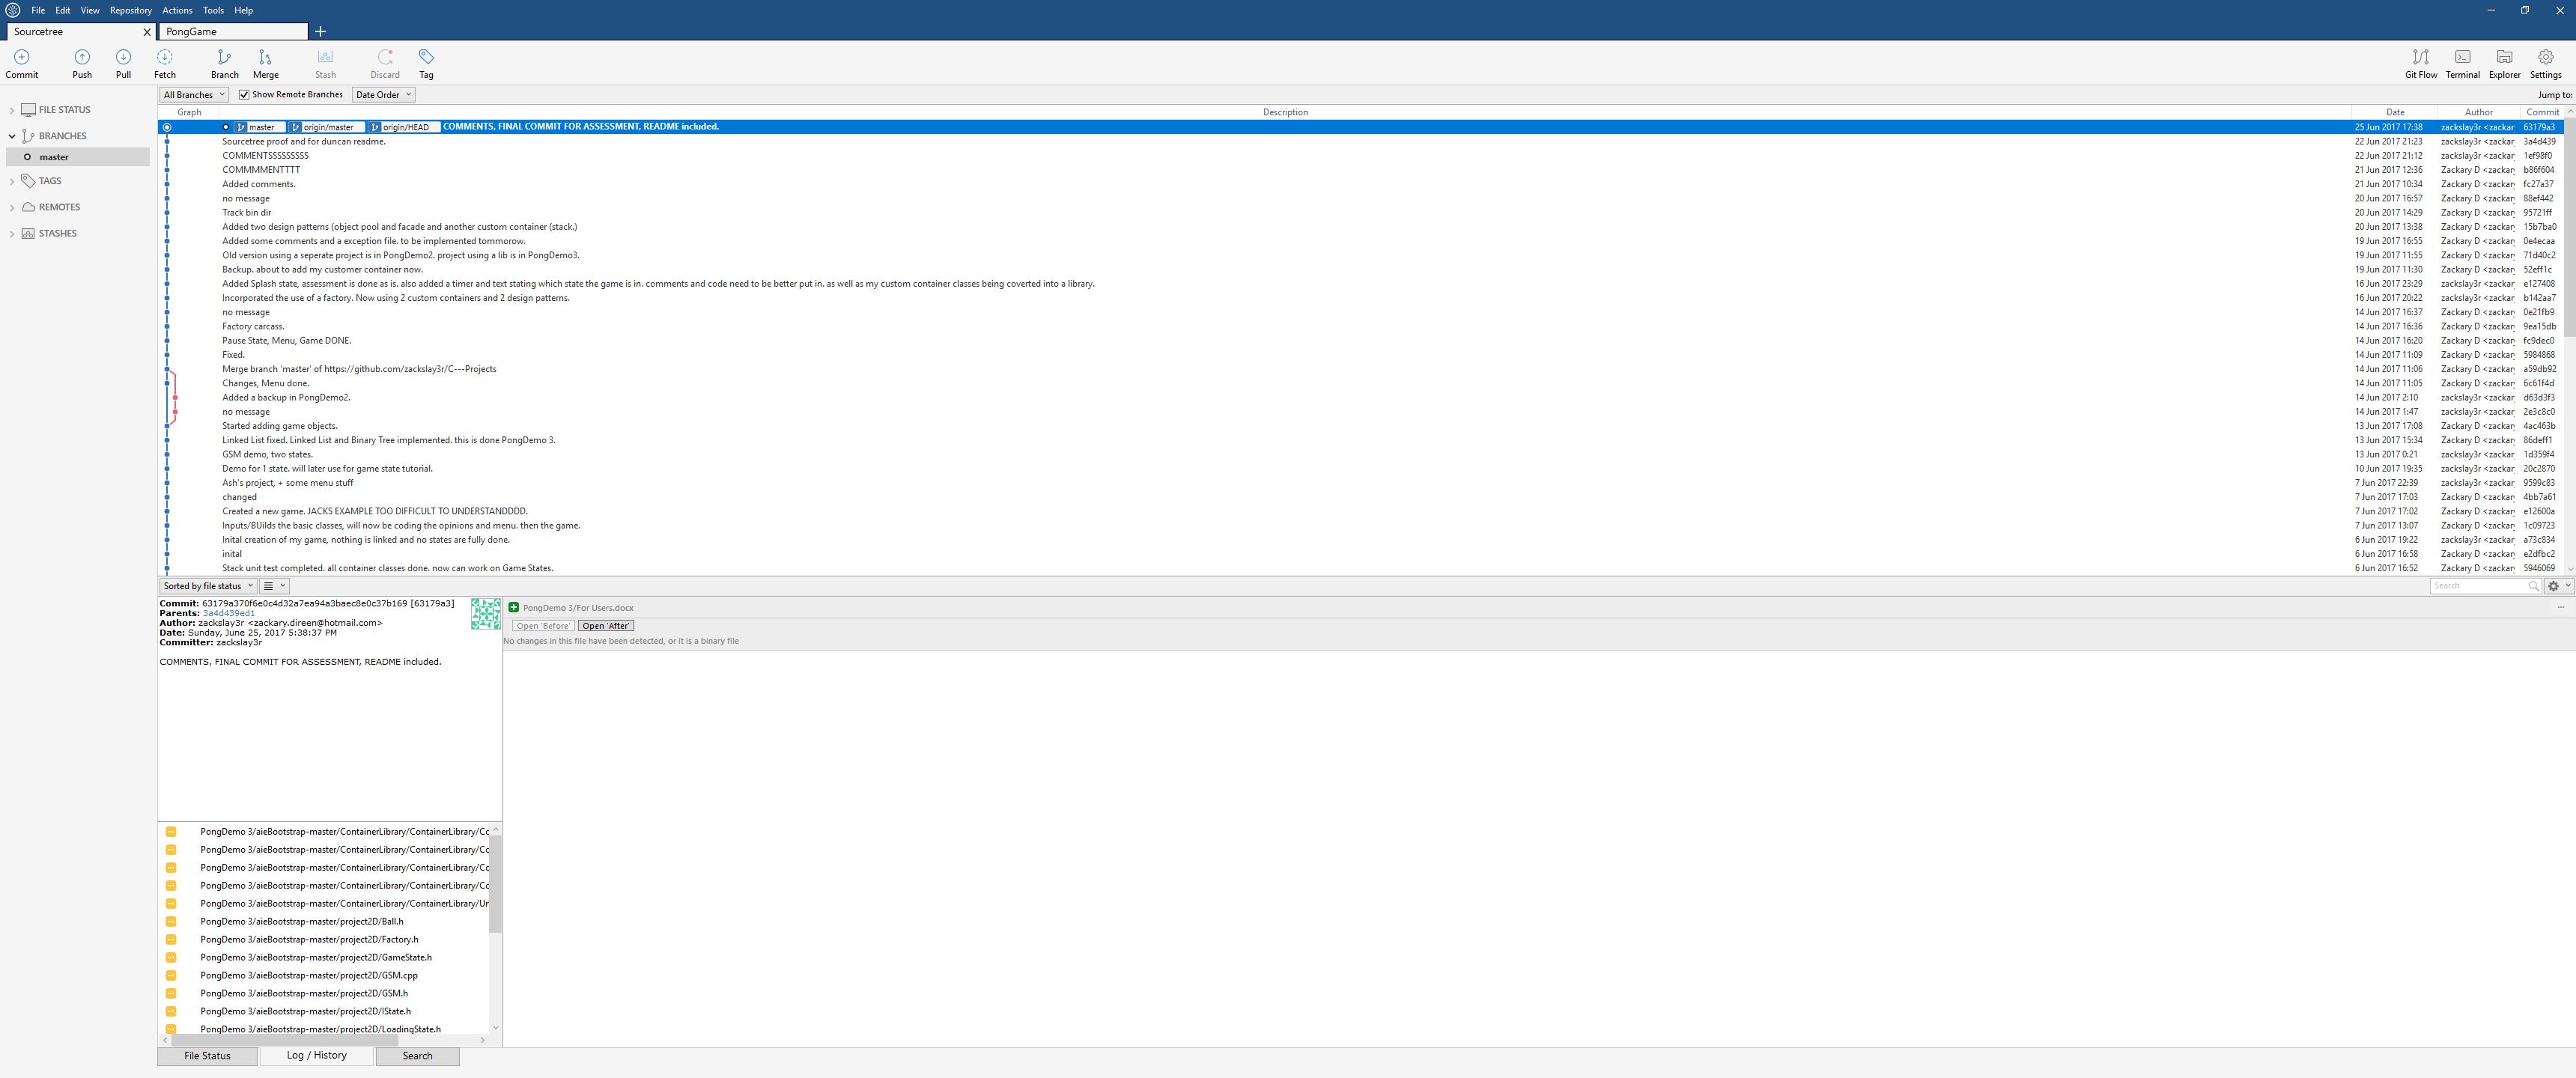 File Edit View Repository Actions Tools Help
Sourcetree PongGame
Commit Push Pull Fetch Branch Merge Stash Discard Tag Git Flow Terminal Explorer Settings
All Branches Show Remote Branches Date Order Jump to:
FILE STATUS
BRANCHES
master
TAGS
REMOTES
STASHES
Graph Description Date Author Commit
master origin/master origin/HEAD COMMENTS, FINAL COMMIT FOR ASSESSMENT, README included. 25 Jun 2017 17:38 zackslay3r <zackar 63179a3
Sourcetree proof and for duncan readme. 22 Jun 2017 21:23 zackslay3r <zackar 3a4d439
COMMENTSSSSSSSSS 22 Jun 2017 21:12 zackslay3r <zackar 1ef98f0
COMMMMENTTTT 21 Jun 2017 12:36 Zackary D <zackar b86f604
Added comments. 21 Jun 2017 10:34 Zackary D <zackar fc27a37
no message 20 Jun 2017 16:57 Zackary D <zackar 88ef442
Track bin dir 20 Jun 2017 14:29 Zackary D <zackar 95721ff
Added two design patterns (object pool and facade and another custom container (stack.) 20 Jun 2017 13:38 Zackary D <zackar 15b7ba0
Added some comments and a exception file. to be implemented tommorow. 19 Jun 2017 16:55 Zackary D <zackar 0e4ecaa
Old version using a seperate project is in PongDemo2. project using a lib is in PongDemo3. 19 Jun 2017 11:55 Zackary D <zackar 71d40c2
Backup. about to add my customer container now. 19 Jun 2017 11:30 Zackary D <zackar 52eff1c
Added Splash state, assessment is done as is. also added a timer and text stating which state the game is in. comments and code need to be better put in. as well as my custom container classes being coverted into a library. 16 Jun 2017 23:29 zackslay3r <zackar e127408
Incorporated the use of a factory. Now using 2 custom containers and 2 design patterns. 16 Jun 2017 20:22 zackslay3r <zackar b142aa7
no message 14 Jun 2017 16:37 Zackary D <zackar 0e21fb9
Factory carcass. 14 Jun 2017 16:36 Zackary D <zackar 9ea15db
Pause State, Menu, Game DONE. 14 Jun 2017 16:20 Zackary D <zackar fc9dec0
Fixed. 14 Jun 2017 11:09 Zackary D <zackar 5984868
Merge branch 'master' of https://github.com/zackslay3r/C---Projects 14 Jun 2017 11:06 Zackary D <zackar a59db92
Changes, Menu done. 14 Jun 2017 11:05 Zackary D <zackar 6c61f4d
Added a backup in PongDemo2. 14 Jun 2017 2:10 zackslay3r <zackar d63d3f3
no message 14 Jun 2017 1:47 zackslay3r <zackar 2e3c8c0
Started adding game objects. 13 Jun 2017 17:08 Zackary D <zackar 4ac463b
Linked List fixed. Linked List and Binary Tree implemented. this is done PongDemo 3. 13 Jun 2017 15:34 Zackary D <zackar 86deff1
GSM demo, two states. 13 Jun 2017 0:21 zackslay3r <zackar 1d359f4
Demo for 1 state. will later use for game state tutorial. 10 Jun 2017 19:35 zackslay3r <zackar 20c2870
Ash's project, + some menu stuff 7 Jun 2017 22:39 zackslay3r <zackar 9599c83
changed 7 Jun 2017 17:03 Zackary D <zackar 4bb7a61
Created a new game. JACKS EXAMPLE TOO DIFFICULT TO UNDERSTANDDDD. 7 Jun 2017 17:02 Zackary D <zackar e12600a
Inputs/BUilds the basic classes, will now be coding the opinions and menu. then the game. 7 Jun 2017 13:07 Zackary D <zackar 1c09723
Inital creation of my game, nothing is linked and no states are fully done. 6 Jun 2017 19:22 zackslay3r <zackar a73c834
inital 6 Jun 2017 16:58 Zackary D <zackar e2dfbc2
Stack unit test completed. all container classes done. now can work on Game States. 6 Jun 2017 16:52 Zackary D <zackar 5946069
Sorted by file status Search
Commit: 63179a370f6e0c4d32a7ea94a3baec8e0c37b169 [63179a3]
Parents: 3a4d439ed1
Author: zackslay3r <zackary.direen@hotmail.com>
Date: Sunday, June 25, 2017 5:38:37 PM
Committer: zackslay3r
COMMENTS, FINAL COMMIT FOR ASSESSMENT, README included.
PongDemo 3/For Users.docx
Open 'Before' Open 'After'
No changes in this file have been detected, or it is a binary file
PongDemo 3/aieBootstrap-master/ContainerLibrary/ContainerLibrary/Co
PongDemo 3/aieBootstrap-master/ContainerLibrary/ContainerLibrary/Co
PongDemo 3/aieBootstrap-master/ContainerLibrary/ContainerLibrary/Co
PongDemo 3/aieBootstrap-master/ContainerLibrary/ContainerLibrary/Co
PongDemo 3/aieBootstrap-master/ContainerLibrary/ContainerLibrary/Un
PongDemo 3/aieBootstrap-master/project2D/Ball.h
PongDemo 3/aieBootstrap-master/project2D/Factory.h
PongDemo 3/aieBootstrap-master/project2D/GameState.h
PongDemo 3/aieBootstrap-master/project2D/GSM.cpp
PongDemo 3/aieBootstrap-master/project2D/GSM.h
PongDemo 3/aieBootstrap-master/project2D/IState.h
PongDemo 3/aieBootstrap-master/project2D/LoadingState.h
File Status Log / History Search